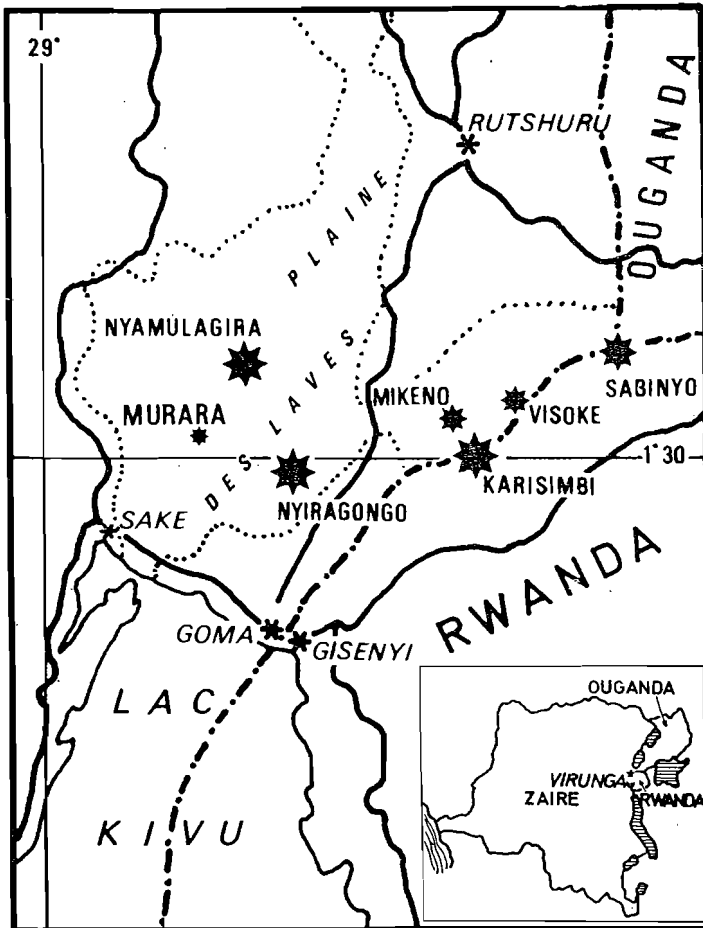 29°
RUTSHURU
OUGANDA
PLAINE
DES LAVES
NYAMULAGIRA
MURARA
MIKENO
VISOKE
SABINYO
1°30
KARISIMBI
NYIRAGONGO
SAKE
RWANDA
GOMA
GISENYI
LAC
KIVU
OUGANDA
VIRUNGA
ZAIRE
RWANDA